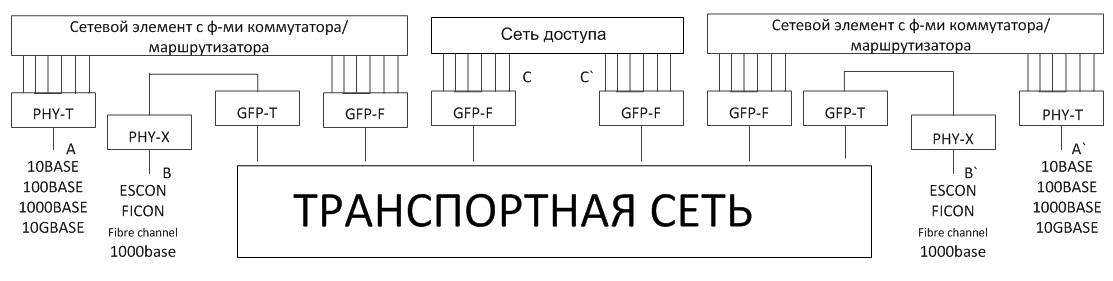 Сетевой элемент с ф-ми коммутатора/
маршрутизатора
Сеть доступа
Сетевой элемент с ф-ми коммутатора/
маршрутизатора
C
C`
PHY-T
PHY-X
GFP-T
GFP-F
GFP-F
GFP-F
GFP-F
GFP-T
PHY-X
PHY-T
A
10BASE
100BASE
1000BASE
10GBASE
B
ESCON
FICON
Fibre channel
1000base
ТРАНСПОРТНАЯ СЕТЬ
B`
ESCON
FICON
Fibre channel
1000base
A`
10BASE
100BASE
1000BASE
10GBASE